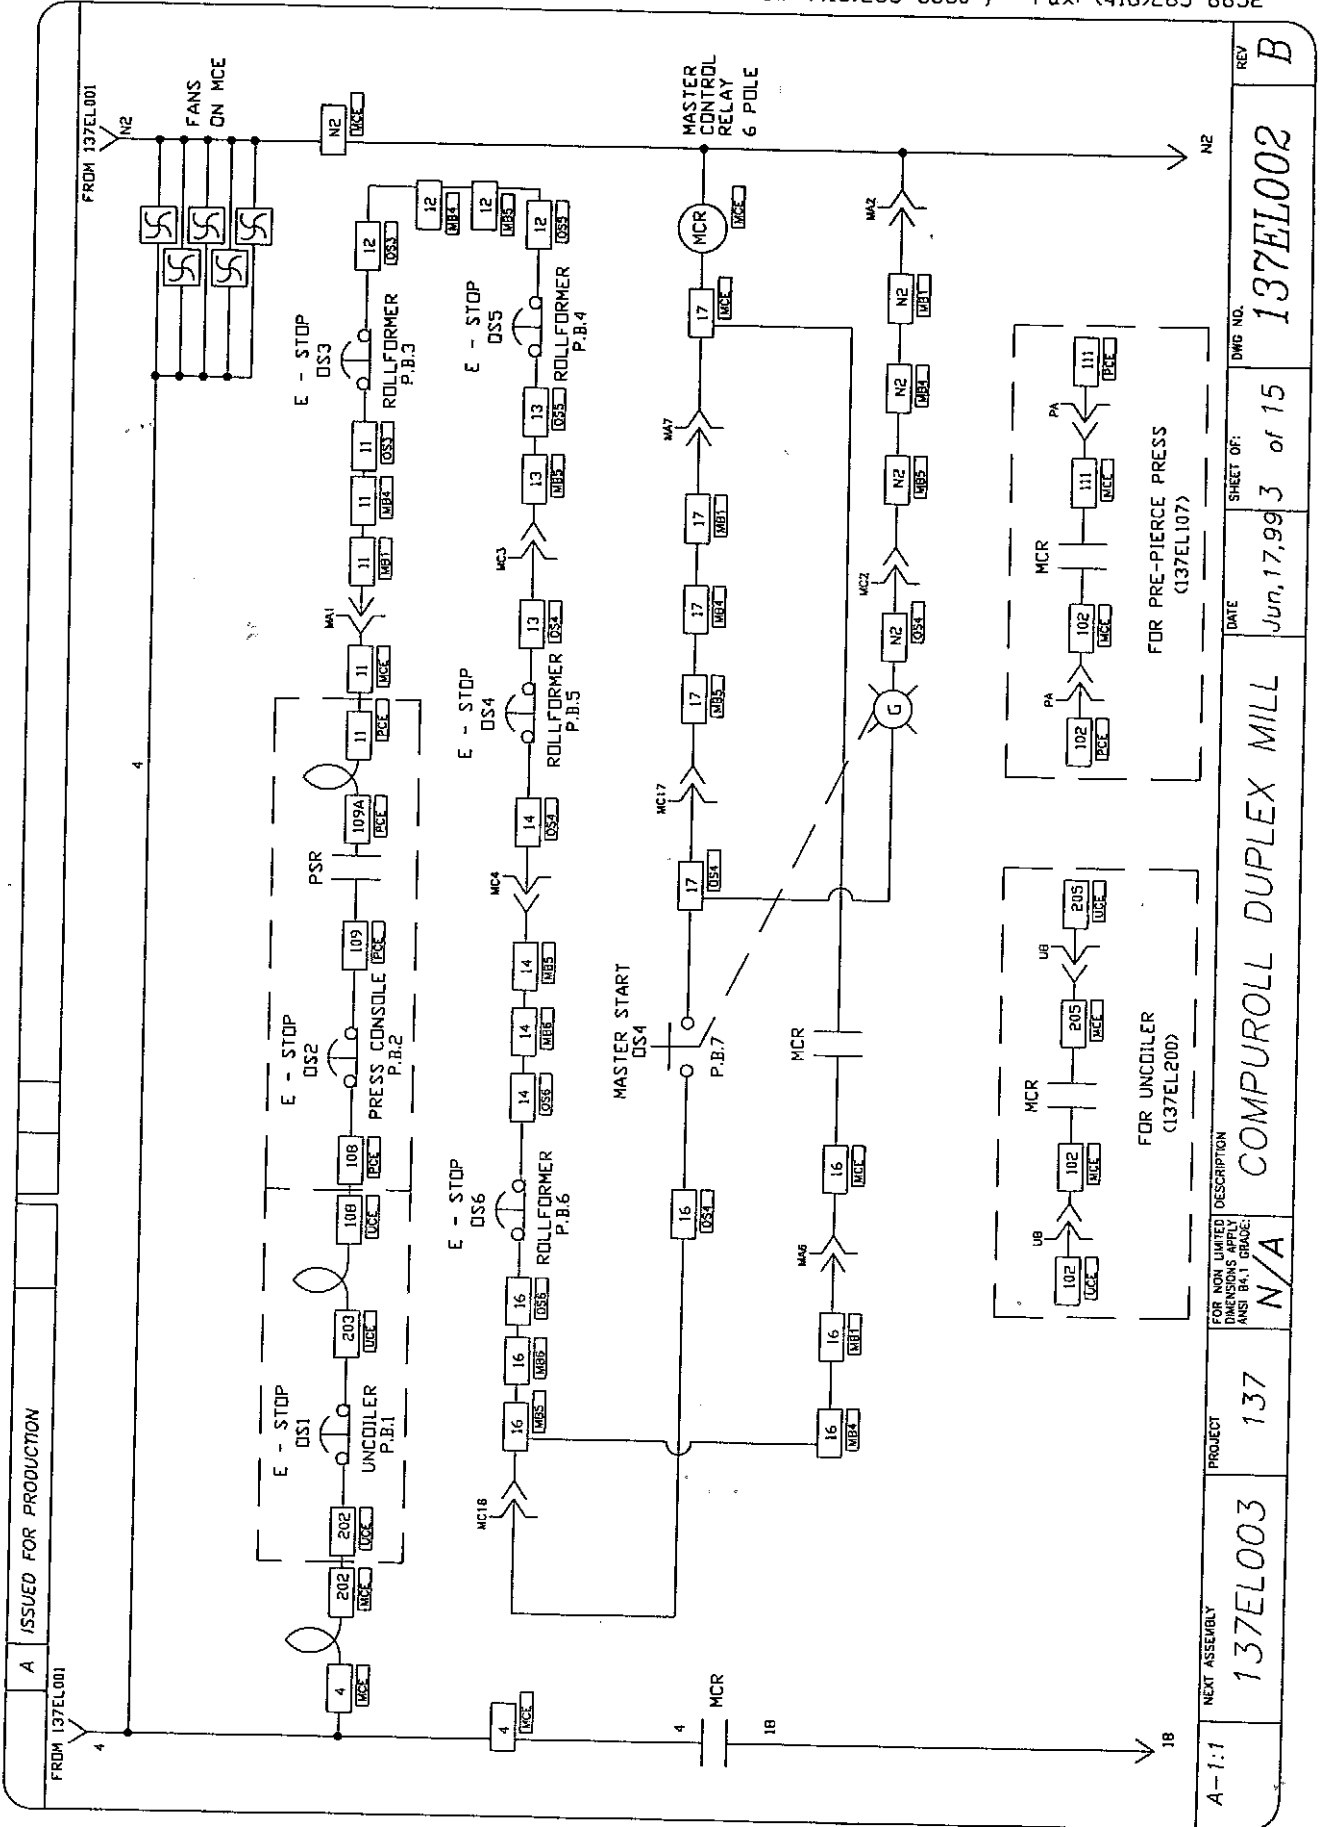 A ISSUED FOR PRODUCTION
FROM 137EL001
4
4
FROM 137EL001
N2
FANS
ON MCE
N2
MCE
4
MCE
202
MCE
202
UCE
E - STOP
OS1
UNCOILER
P.B.1
203
UCE
108
UCE
108
PCE
E - STOP
OS2
PRESS CONSOLE
P.B.2
109
PCE
PSR
109A
PCE
11
PCE
11
MCE
MA1
11
MB1
11
MB4
11
OS3
E - STOP
OS3
ROLLFORMER
P.B.3
12
OS3
12
MB4
12
MB5
12
OS5
4
MCE
MC18
16
MB5
16
MB6
16
OS6
E - STOP
OS6
ROLLFORMER
P.B.6
14
OS6
14
MB6
14
MB5
MC4
14
OS4
E - STOP
OS4
ROLLFORMER
P.B.5
13
OS4
MC3
13
MB5
13
OS5
E - STOP
OS5
ROLLFORMER
P.B.4
4
MCR
18
18
16
OS4
MASTER START
OS4
P.B.7
17
OS4
MC17
17
MB5
17
MB4
17
MB1
MA7
17
MCE
MCR
MCE
MASTER
CONTROL
RELAY
6 POLE
16
MB4
16
MB1
MA6
16
MCE
MCR
G
N2
OS4
MC2
N2
MB5
N2
MB4
N2
MB1
MA2
N2
102
UCE
UB
102
MCE
MCR
205
MCE
UB
205
UCE
FOR UNCOILER
(137EL200)
102
PCE
PA
102
MCE
MCR
111
MCE
PA
111
PCE
FOR PRE-PIERCE PRESS
(137EL107)
A-1:1
NEXT ASSEMBLY
137EL003
PROJECT
137
FOR NON LIMITED
DIMENSIONS APPLY
ANSI B4.1 GRADE:
N/A
DESCRIPTION
COMPUROLL DUPLEX MILL
DATE
Jun,17,99
SHEET OF:
3 of 15
DWG NO.
137EL002
REV
B